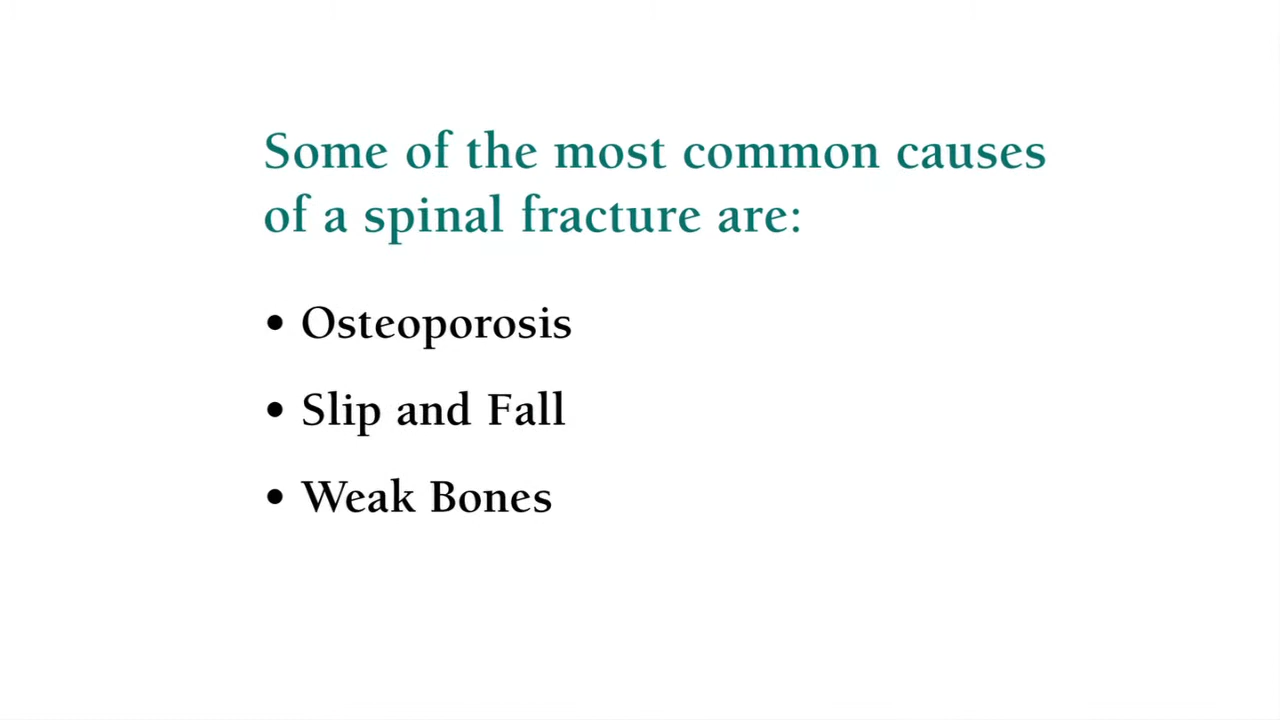 Some of the most common causes
of a spinal fracture are:
• Osteoporosis
• Slip and Fall
• Weak Bones